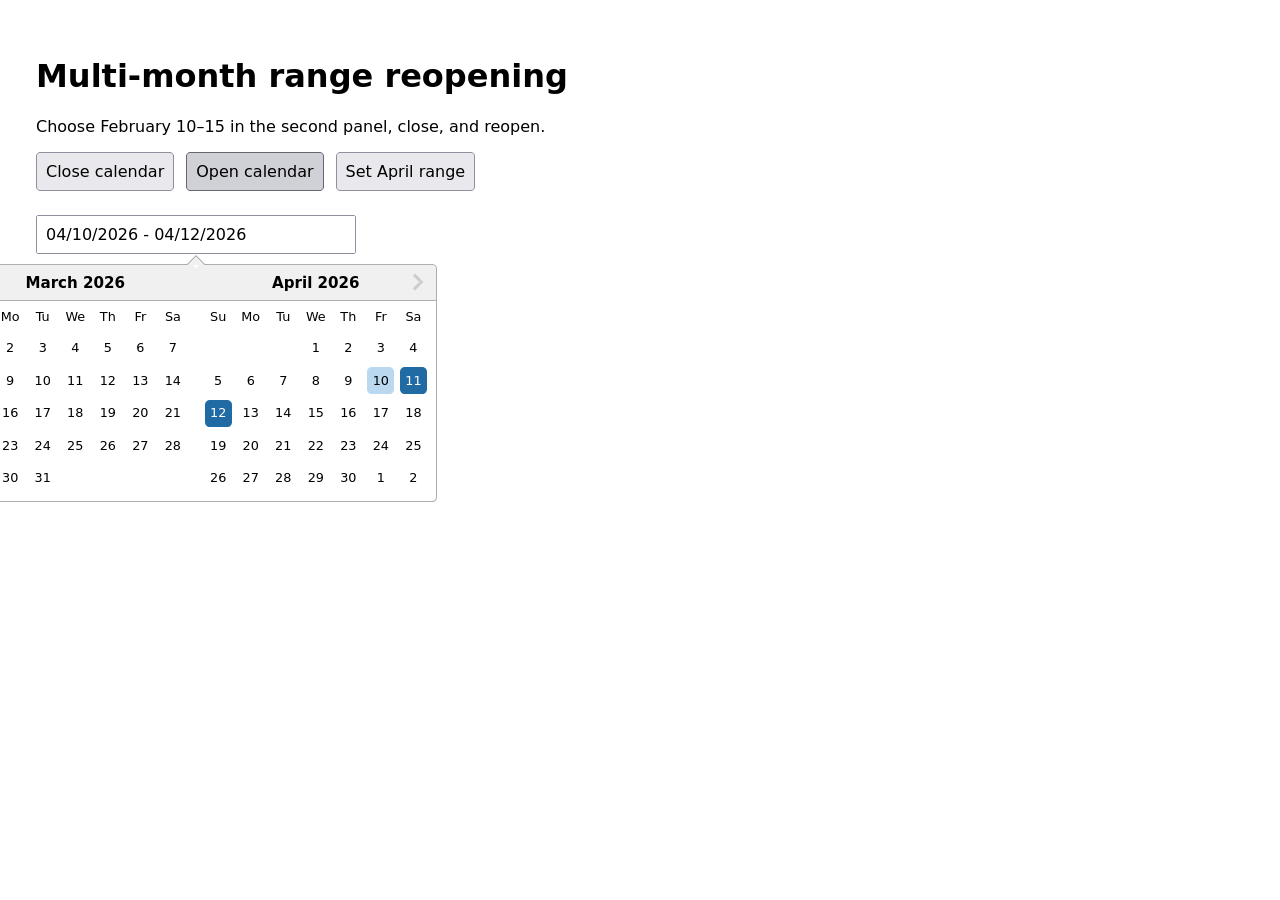 Multi-month range reopening
Choose February 10–15 in the second panel, close, and reopen.
Close calendar Open calendar Set April range
04/10/2026 - 04/12/2026
March 2026 April 2026
Mo Tu We Th Fr Sa Su Mo Tu We Th Fr Sa
2 3 4 5 6 7 1 2 3 4
9 10 11 12 13 14 5 6 7 8 9 10 11
16 17 18 19 20 21 12 13 14 15 16 17 18
23 24 25 26 27 28 19 20 21 22 23 24 25
30 31 26 27 28 29 30 1 2